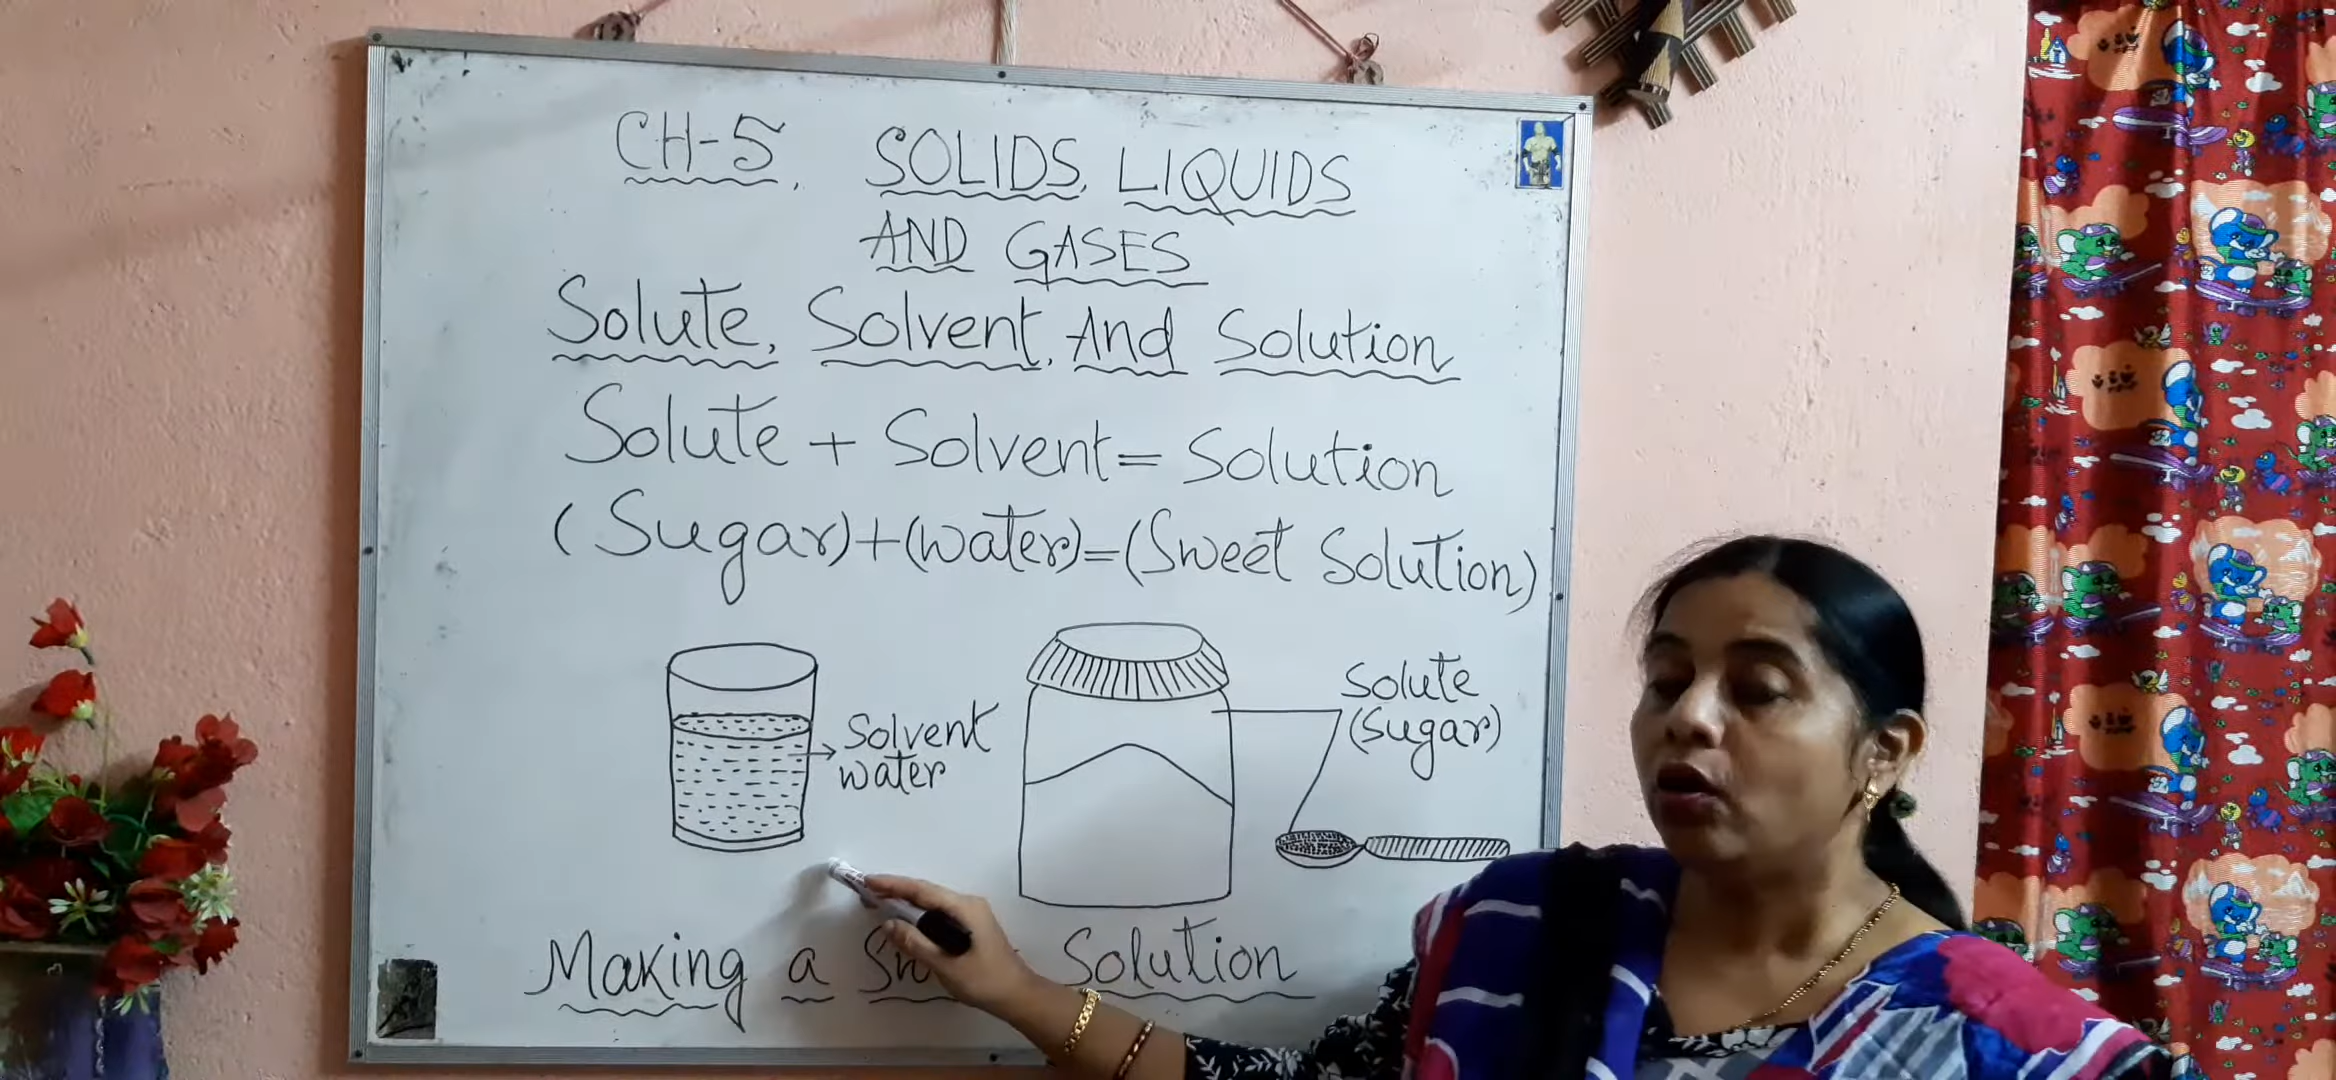 CH-5. SOLIDS, LIQUIDS
AND GASES
Solute, Solvent, And Solution
Solute + Solvent = Solution
(Sugar) + (water) = (Sweet Solution)
Solvent
water
Solute
(Sugar)
Making a Solution